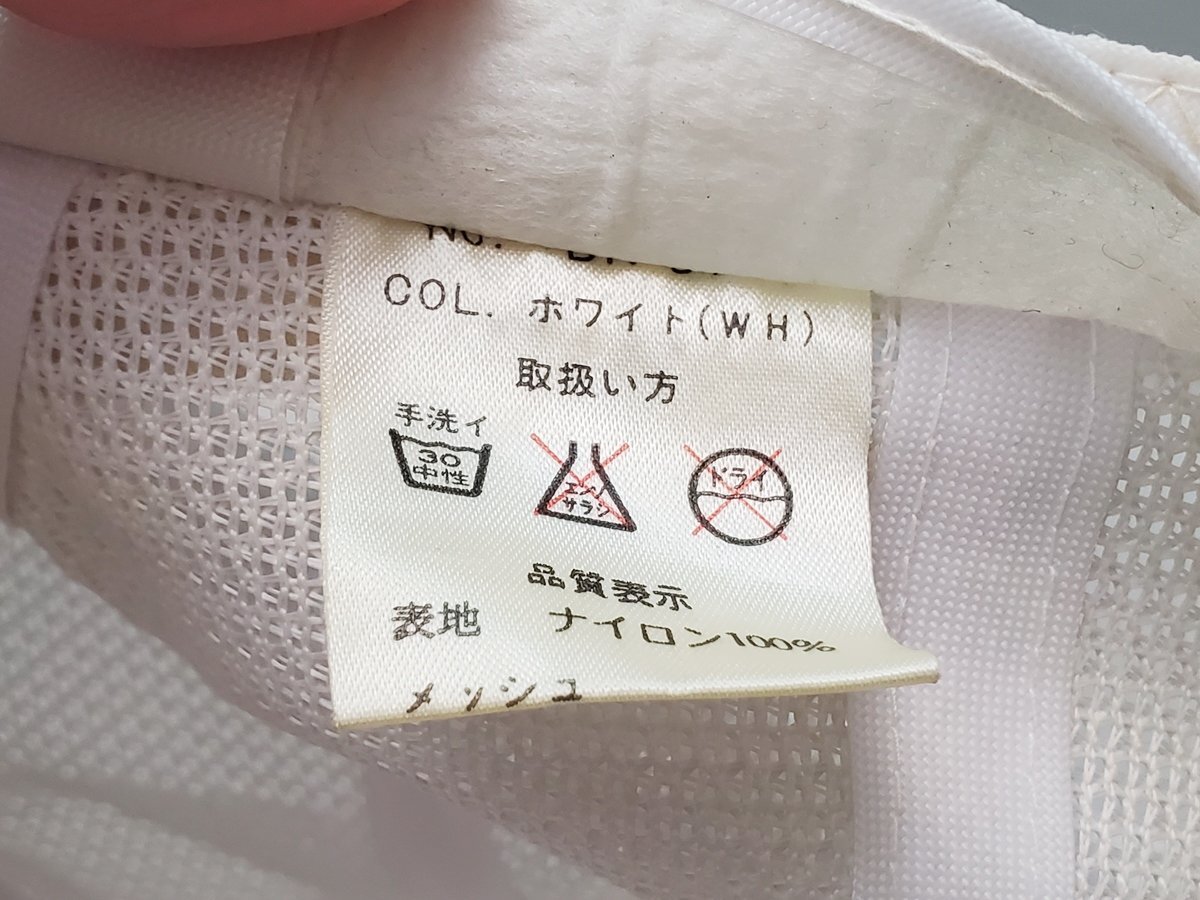 No.
COL. ホワイト(WH)
取扱い方
手洗イ
30
中性
エンソ
サラシ
ドライ
品質表示
表地 ナイロン100%
メッシュ